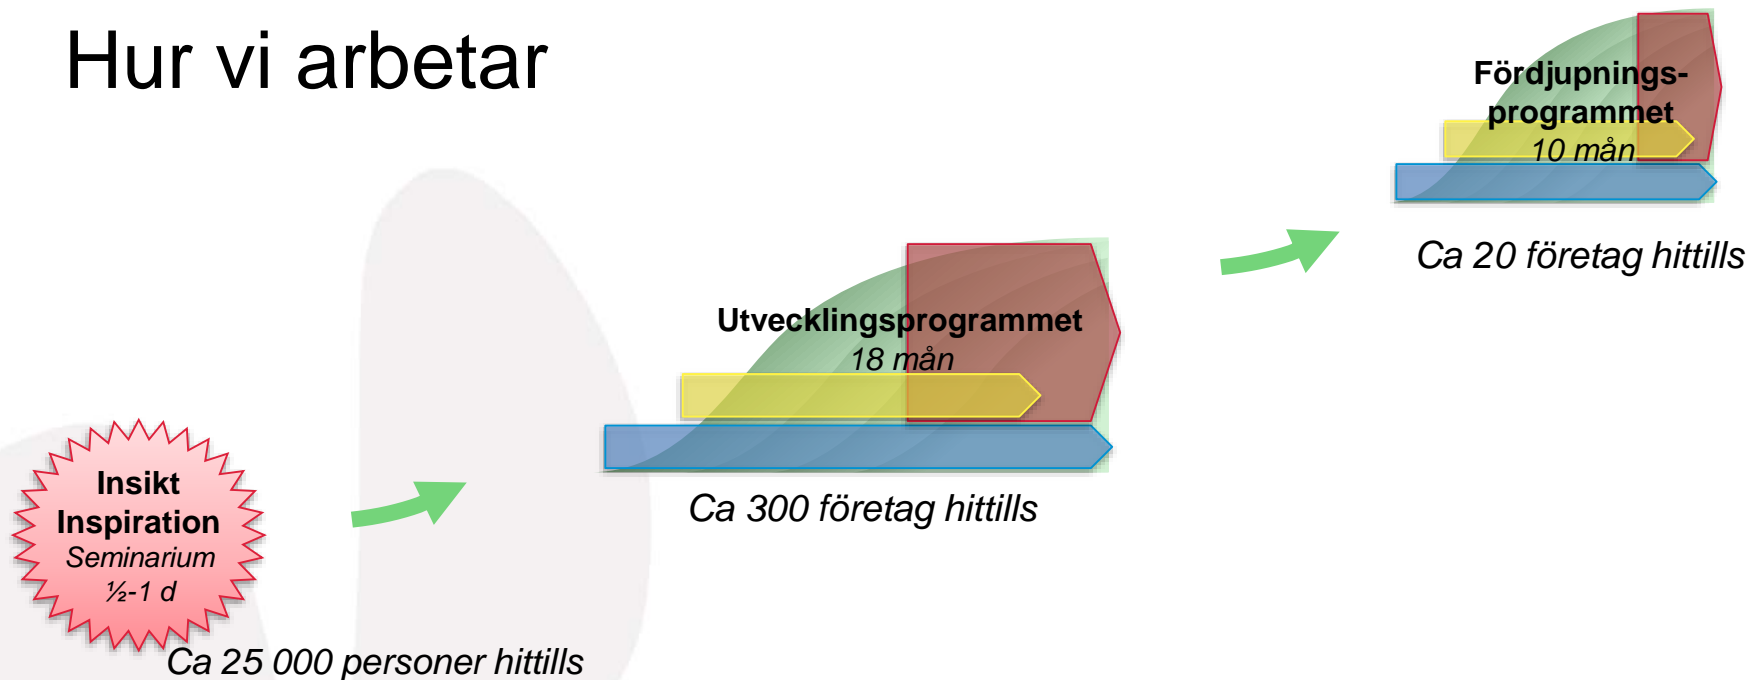 Hur vi arbetar
Insikt
Inspiration
Seminarium
½-1 d
Ca 25 000 personer hittills
Utvecklingsprogrammet
18 mån
Ca 300 företag hittills
Fördjupnings-
programmet
10 mån
Ca 20 företag hittills